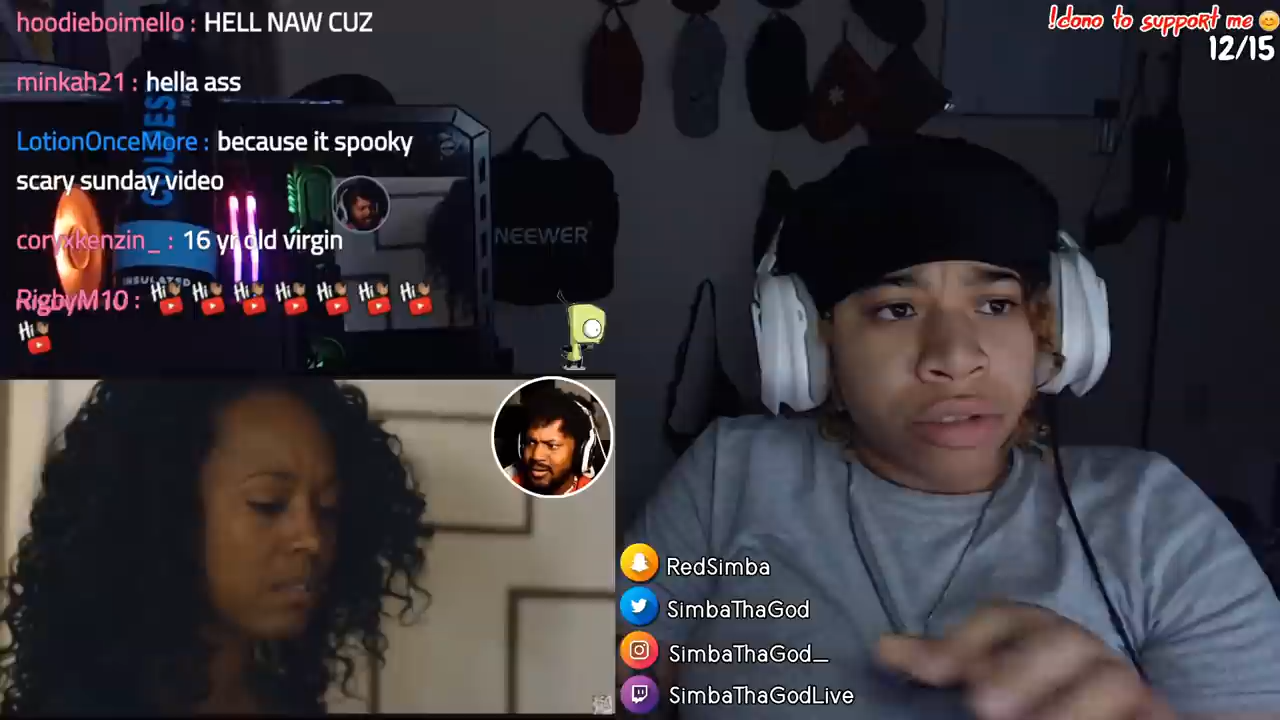 hoodieboimello : HELL NAW CUZ
minkah21 : hella ass
LotionOnceMore : because it spooky
scary sunday video
coryxkenzin_ : 16 yr old virgin
RigbyM10 : Hi Hi Hi Hi Hi Hi Hi
Hi
INSULATED
NEEWER
!dono to support me
12/15
RedSimba
SimbaThaGod
SimbaThaGod_
SimbaThaGodLive